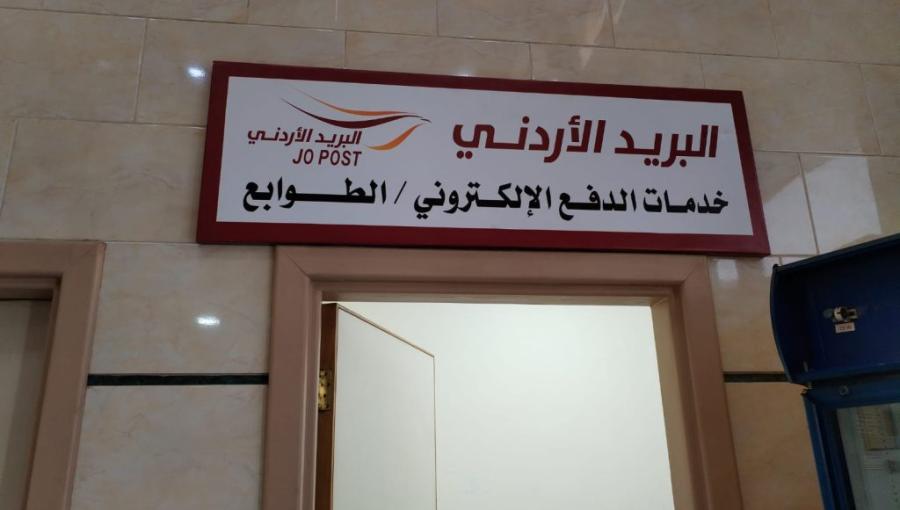 البريد الأردني
البريد الأردني
JO POST
خدمات الدفع الإلكتروني / الطوابع